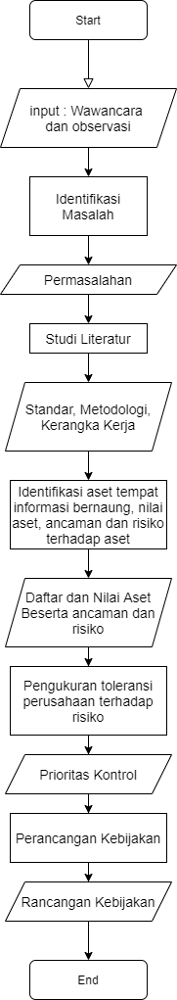 Start
input : Wawancara
dan observasi
Identifikasi
Masalah
Permasalahan
Studi Literatur
Standar, Metodologi,
Kerangka Kerja
Identifikasi aset tempat
informasi bernaung, nilai
aset, ancaman dan risiko
terhadap aset
Daftar dan Nilai Aset
Beserta ancaman dan
risiko
Pengukuran toleransi
perusahaan terhadap
risiko
Prioritas Kontrol
Perancangan Kebijakan
Rancangan Kebijakan
End